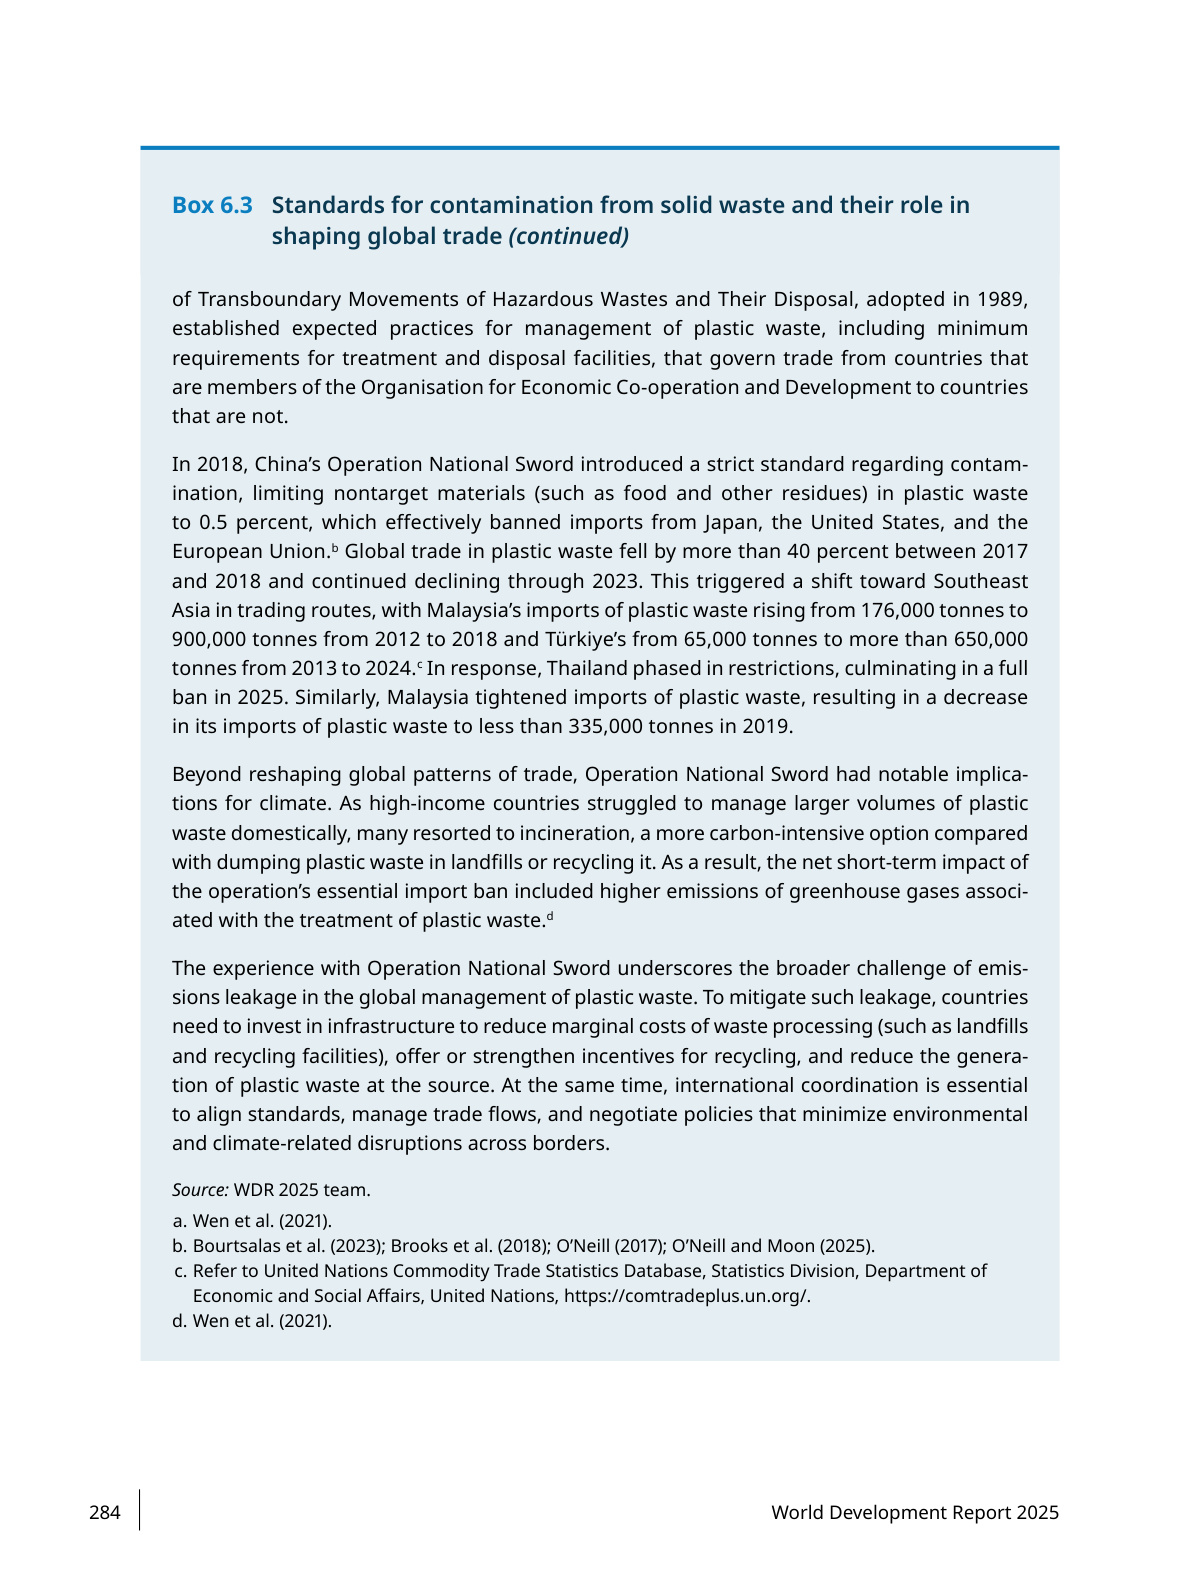 Box 6.3 Standards for contamination from solid waste and their role in
shaping global trade (continued)
of Transboundary Movements of Hazardous Wastes and Their Disposal, adopted in 1989,
established expected practices for management of plastic waste, including minimum
requirements for treatment and disposal facilities, that govern trade from countries that
are members of the Organisation for Economic Co-operation and Development to countries
that are not.
In 2018, China’s Operation National Sword introduced a strict standard regarding contam-
ination, limiting nontarget materials (such as food and other residues) in plastic waste
to 0.5 percent, which effectively banned imports from Japan, the United States, and the
European Union.b Global trade in plastic waste fell by more than 40 percent between 2017
and 2018 and continued declining through 2023. This triggered a shift toward Southeast
Asia in trading routes, with Malaysia’s imports of plastic waste rising from 176,000 tonnes to
900,000 tonnes from 2012 to 2018 and Türkiye’s from 65,000 tonnes to more than 650,000
tonnes from 2013 to 2024.c In response, Thailand phased in restrictions, culminating in a full
ban in 2025. Similarly, Malaysia tightened imports of plastic waste, resulting in a decrease
in its imports of plastic waste to less than 335,000 tonnes in 2019.
Beyond reshaping global patterns of trade, Operation National Sword had notable implica-
tions for climate. As high-income countries struggled to manage larger volumes of plastic
waste domestically, many resorted to incineration, a more carbon-intensive option compared
with dumping plastic waste in landfills or recycling it. As a result, the net short-term impact of
the operation’s essential import ban included higher emissions of greenhouse gases associ-
ated with the treatment of plastic waste.d
The experience with Operation National Sword underscores the broader challenge of emis-
sions leakage in the global management of plastic waste. To mitigate such leakage, countries
need to invest in infrastructure to reduce marginal costs of waste processing (such as landfills
and recycling facilities), offer or strengthen incentives for recycling, and reduce the genera-
tion of plastic waste at the source. At the same time, international coordination is essential
to align standards, manage trade flows, and negotiate policies that minimize environmental
and climate-related disruptions across borders.
Source: WDR 2025 team.
a. Wen et al. (2021).
b. Bourtsalas et al. (2023); Brooks et al. (2018); O’Neill (2017); O’Neill and Moon (2025).
c. Refer to United Nations Commodity Trade Statistics Database, Statistics Division, Department of
Economic and Social Affairs, United Nations, https://comtradeplus.un.org/.
d. Wen et al. (2021).
284
World Development Report 2025